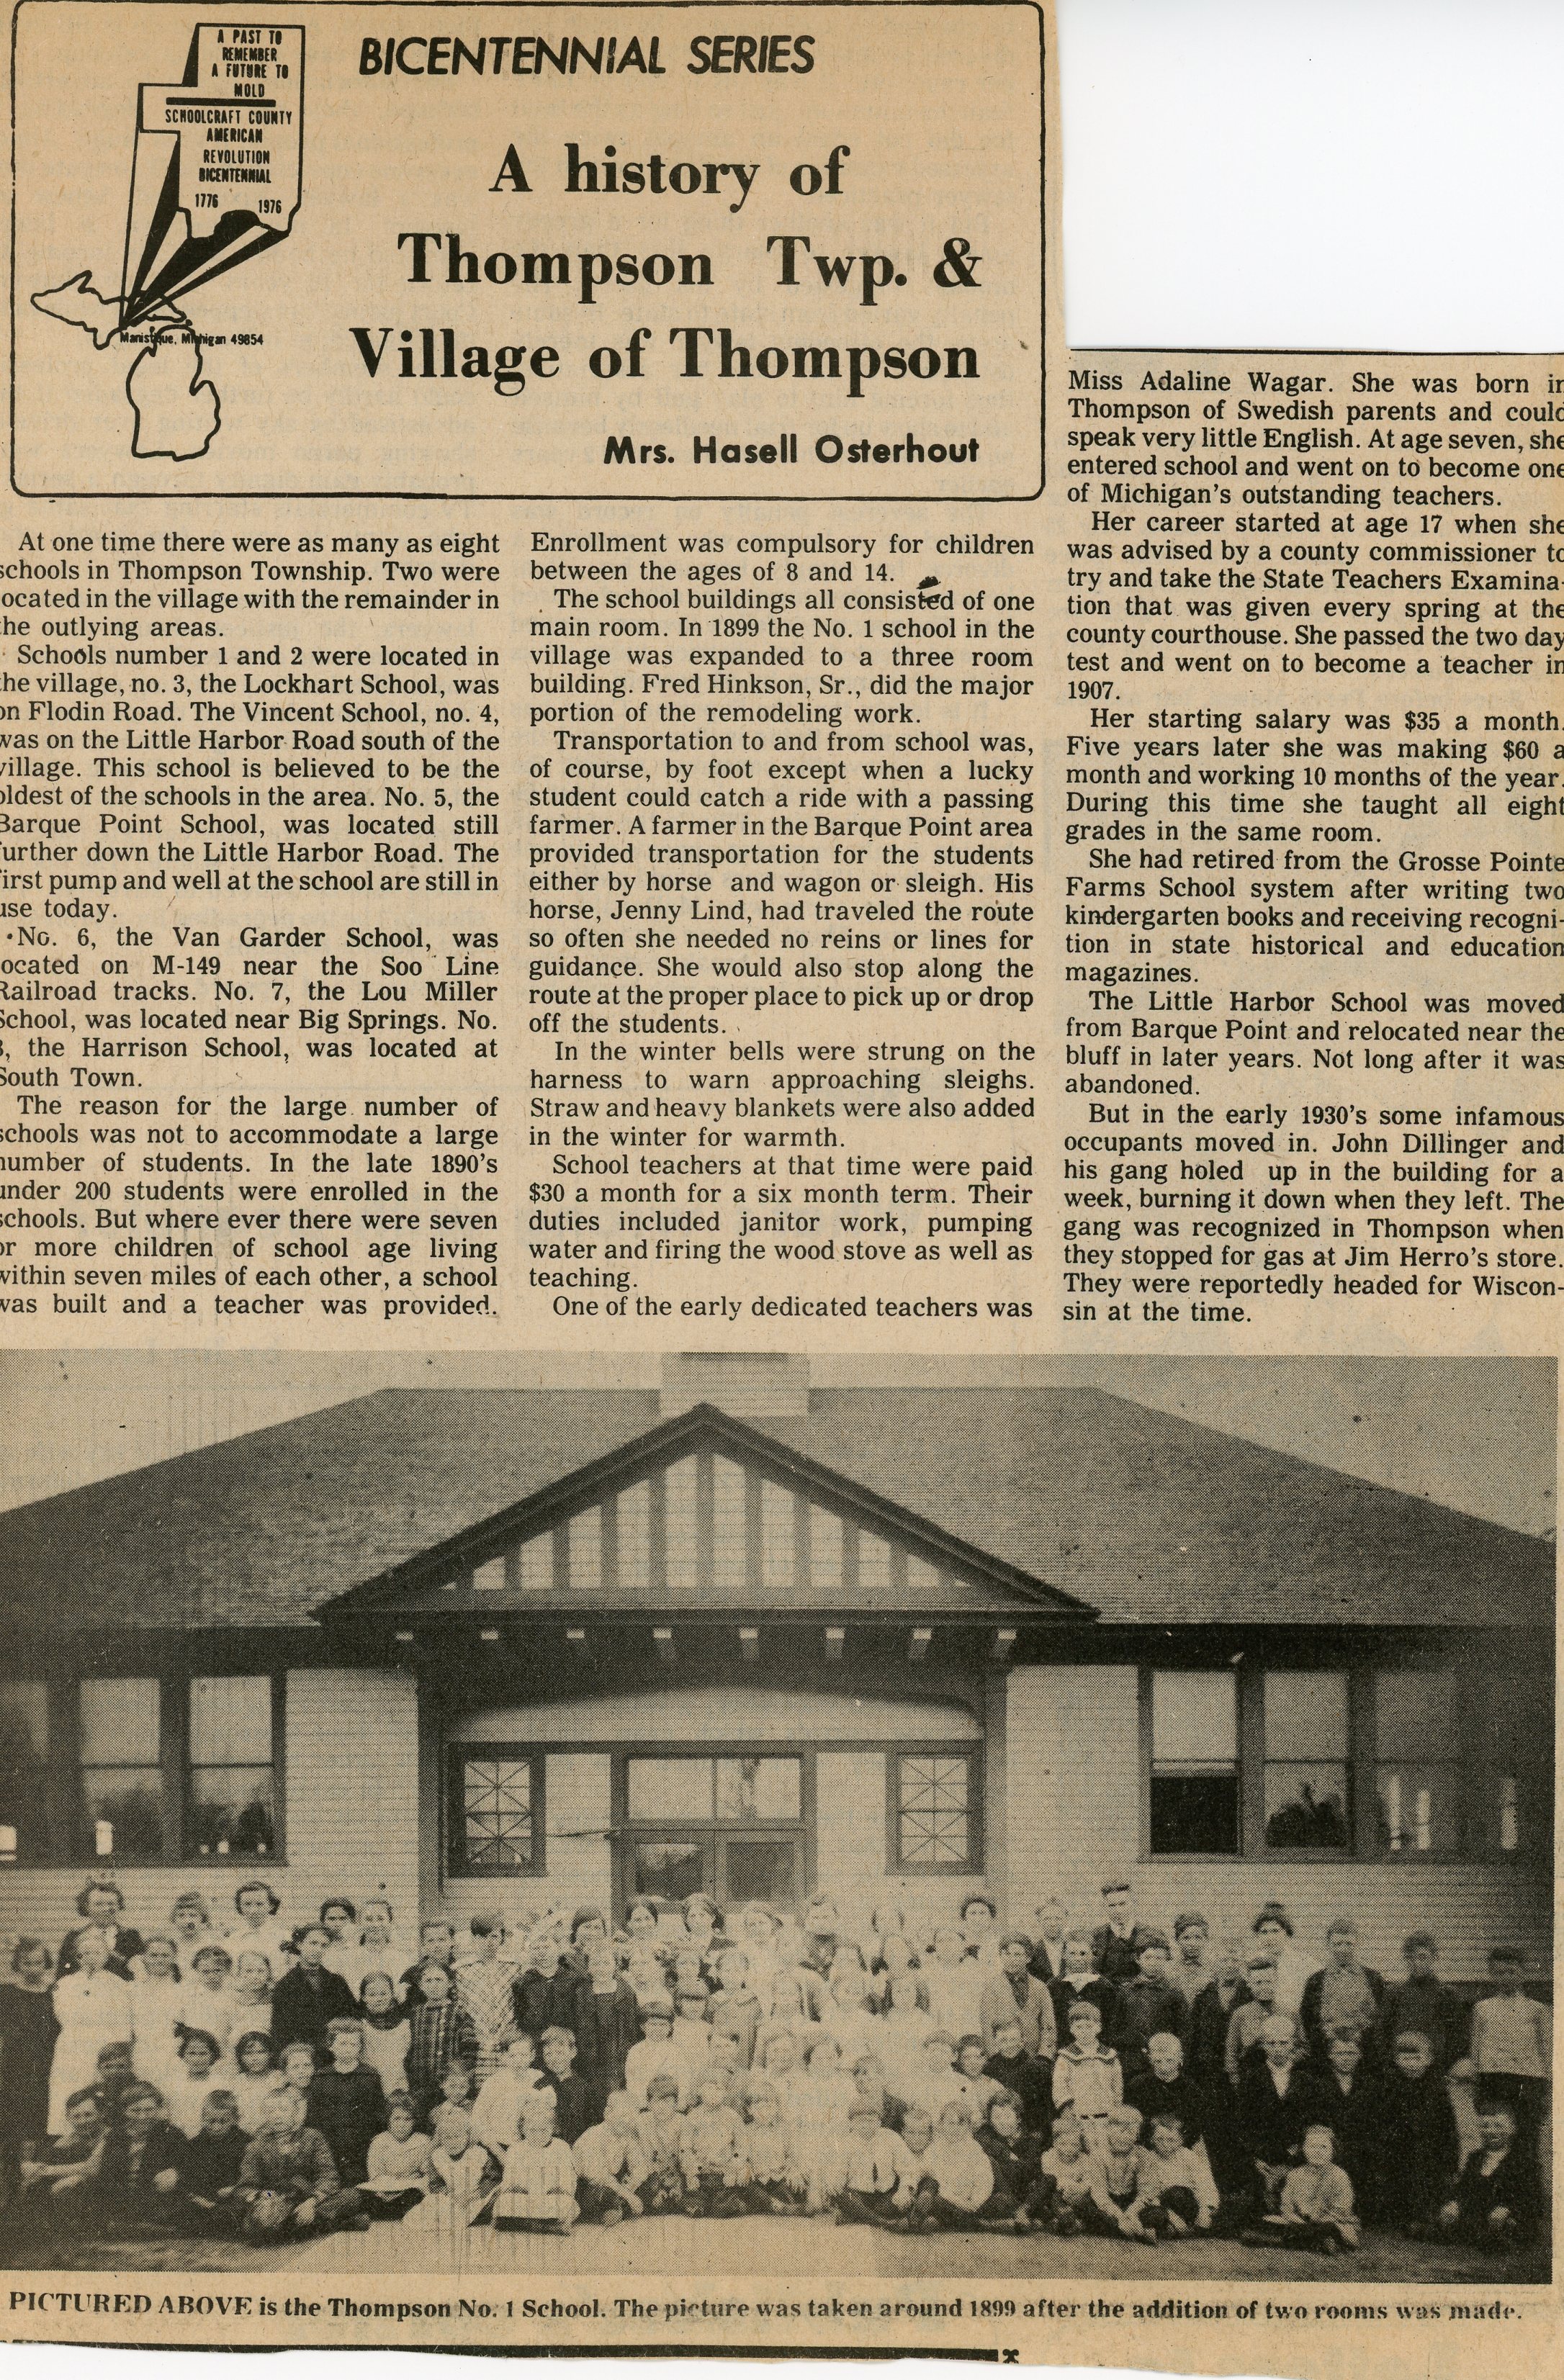 A PAST TO
REMEMBER
A FUTURE TO
MOLD
SCHOOLCRAFT COUNTY
AMERICAN
REVOLUTION
BICENTENNIAL
1776 1976
Manistique, Michigan 49854
BICENTENNIAL SERIES
A history of
Thompson Twp. &
Village of Thompson
Mrs. Hasell Osterhout
At one time there were as many as eight
schools in Thompson Township. Two were
located in the village with the remainder in
the outlying areas.
Schools number 1 and 2 were located in
the village, no. 3, the Lockhart School, was
on Flodin Road. The Vincent School, no. 4,
was on the Little Harbor Road south of the
village. This school is believed to be the
oldest of the schools in the area. No. 5, the
Barque Point School, was located still
further down the Little Harbor Road. The
first pump and well at the school are still in
use today.
No. 6, the Van Garder School, was
located on M-149 near the Soo Line
Railroad tracks. No. 7, the Lou Miller
School, was located near Big Springs. No.
8, the Harrison School, was located at
South Town.
The reason for the large number of
schools was not to accommodate a large
number of students. In the late 1890's
under 200 students were enrolled in the
schools. But where ever there were seven
or more children of school age living
within seven miles of each other, a school
was built and a teacher was provided.
Enrollment was compulsory for children
between the ages of 8 and 14.
The school buildings all consisted of one
main room. In 1899 the No. 1 school in the
village was expanded to a three room
building. Fred Hinkson, Sr., did the major
portion of the remodeling work.
Transportation to and from school was,
of course, by foot except when a lucky
student could catch a ride with a passing
farmer. A farmer in the Barque Point area
provided transportation for the students
either by horse and wagon or sleigh. His
horse, Jenny Lind, had traveled the route
so often she needed no reins or lines for
guidance. She would also stop along the
route at the proper place to pick up or drop
off the students.
In the winter bells were strung on the
harness to warn approaching sleighs.
Straw and heavy blankets were also added
in the winter for warmth.
School teachers at that time were paid
$30 a month for a six month term. Their
duties included janitor work, pumping
water and firing the wood stove as well as
teaching.
One of the early dedicated teachers was
Miss Adaline Wagar. She was born in
Thompson of Swedish parents and could
speak very little English. At age seven, she
entered school and went on to become one
of Michigan's outstanding teachers.
Her career started at age 17 when she
was advised by a county commissioner to
try and take the State Teachers Examina-
tion that was given every spring at the
county courthouse. She passed the two day
test and went on to become a teacher in
1907.
Her starting salary was $35 a month.
Five years later she was making $60 a
month and working 10 months of the year.
During this time she taught all eight
grades in the same room.
She had retired from the Grosse Pointe
Farms School system after writing two
kindergarten books and receiving recogni-
tion in state historical and education
magazines.
The Little Harbor School was moved
from Barque Point and relocated near the
bluff in later years. Not long after it was
abandoned.
But in the early 1930's some infamous
occupants moved in. John Dillinger and
his gang holed up in the building for a
week, burning it down when they left. The
gang was recognized in Thompson when
they stopped for gas at Jim Herro's store.
They were reportedly headed for Wiscon-
sin at the time.
PICTURED ABOVE is the Thompson No. 1 School. The picture was taken around 1899 after the addition of two rooms was made.